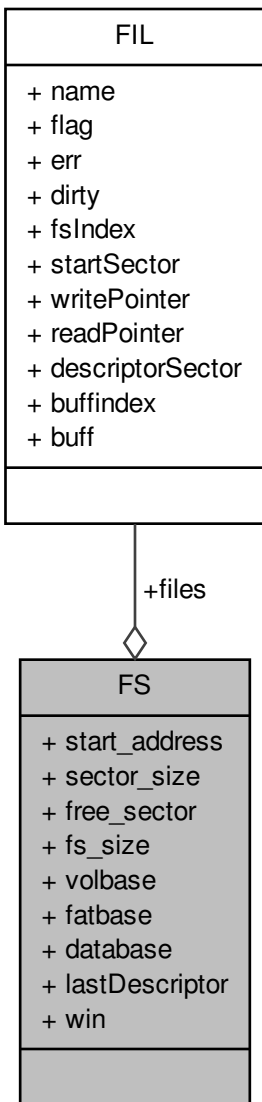 FIL
+ name
+ flag
+ err
+ dirty
+ fsIndex
+ startSector
+ writePointer
+ readPointer
+ descriptorSector
+ buffindex
+ buff
+files
FS
+ start_address
+ sector_size
+ free_sector
+ fs_size
+ volbase
+ fatbase
+ database
+ lastDescriptor
+ win